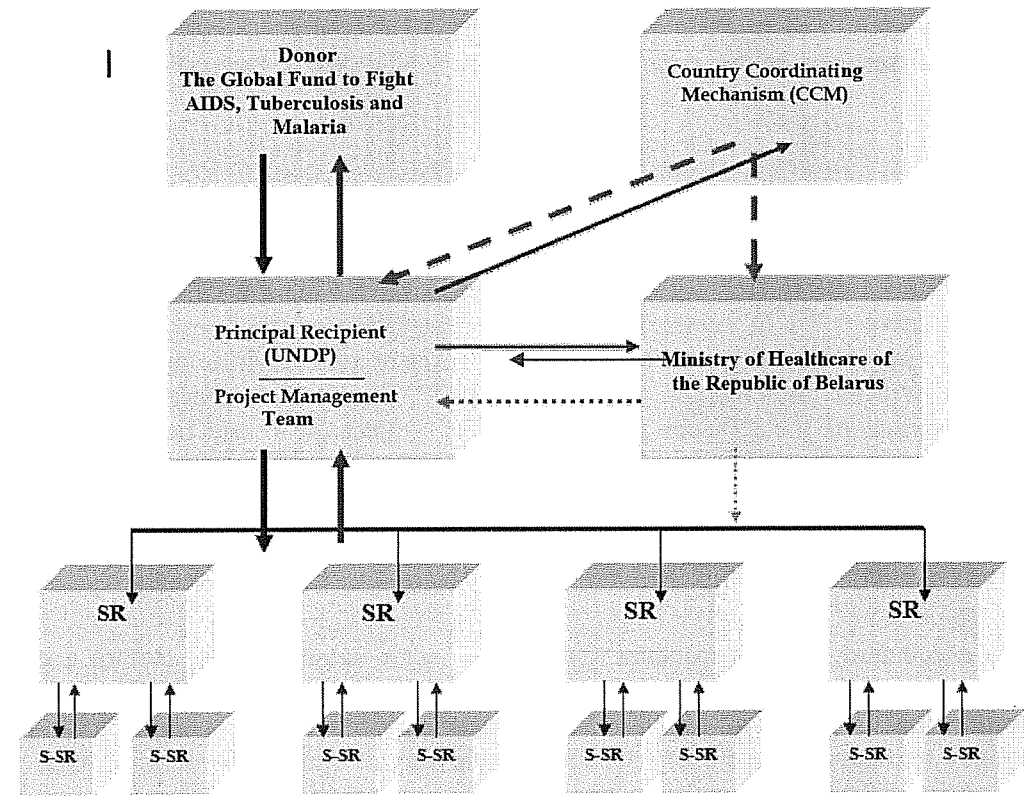 Donor
The Global Fund to Fight
AIDS, Tuberculosis and
Malaria
Country Coordinating
Mechanism (CCM)
Principal Recipient
(UNDP)
Project Management
Team
Ministry of Healthcare of
the Republic of Belarus
SR
SR
SR
SR
S-SR
S-SR
S-SR
S-SR
S-SR
S-SR
S-SR
S-SR